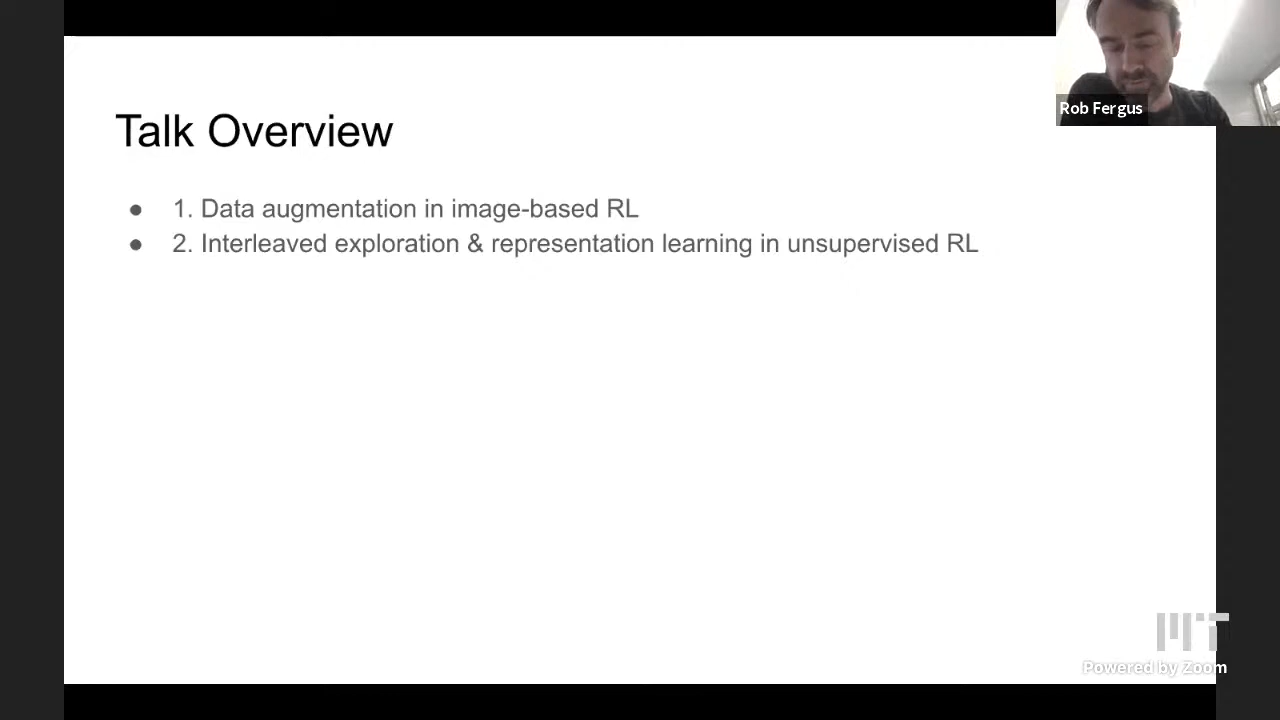 Rob Fergus
Talk Overview
● 1. Data augmentation in image-based RL
● 2. Interleaved exploration & representation learning in unsupervised RL
MIT
Powered by Zoom